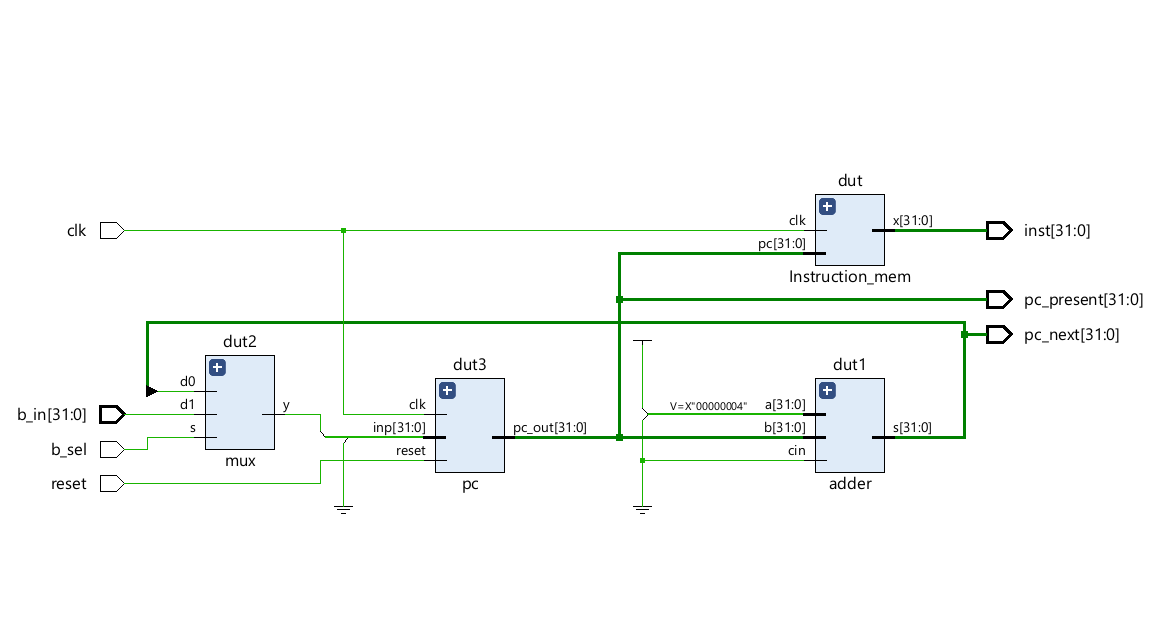 dut
clk
clk
x[31:0]
inst[31:0]
pc[31:0]
Instruction_mem
pc_present[31:0]
pc_next[31:0]
dut2
dut3
dut1
d0
b_in[31:0]
d1
y
clk
V=X"00000004"
a[31:0]
s
inp[31:0]
pc_out[31:0]
b[31:0]
s[31:0]
b_sel
reset
cin
mux
reset
pc
adder